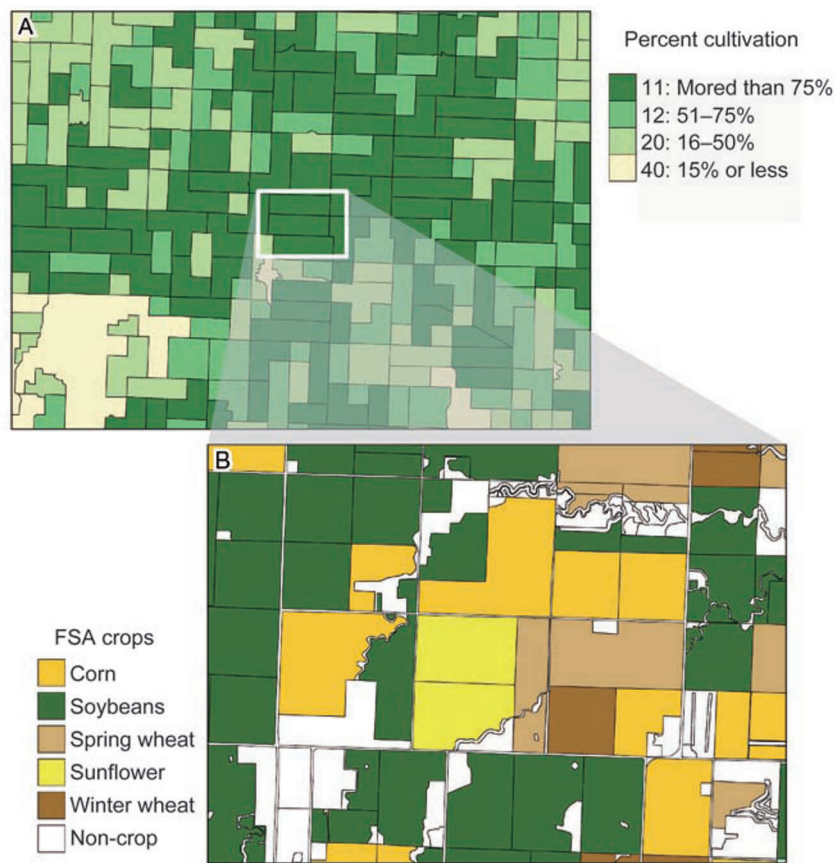 A
Percent cultivation
11: Mored than 75%
12: 51–75%
20: 16–50%
40: 15% or less
B
FSA crops
Corn
Soybeans
Spring wheat
Sunflower
Winter wheat
Non-crop